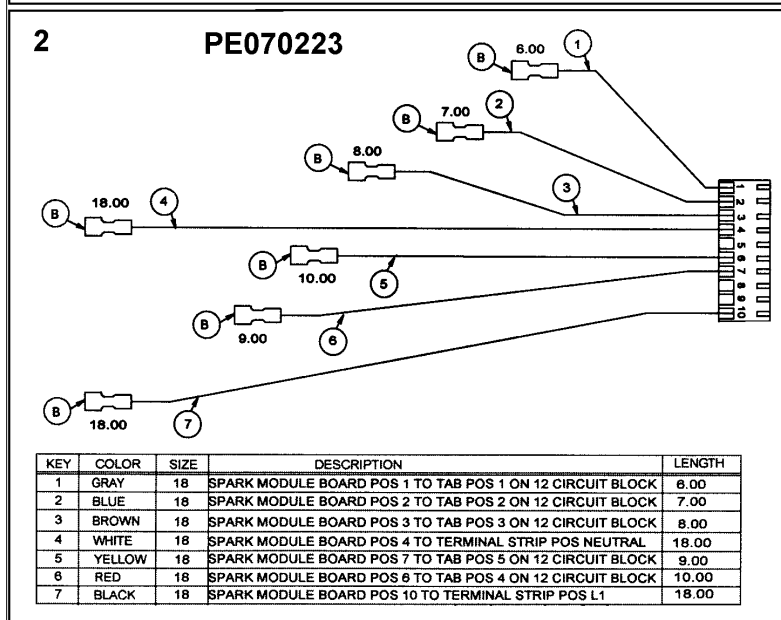 2 PE070223
B 6.00 1
B 7.00 2
B 8.00 3
B 18.00 4
B 10.00 5
B 9.00 6
B 18.00 7
1
2
3
4
5
6
7
8
9
10
KEY COLOR SIZE DESCRIPTION LENGTH
1 GRAY 18 SPARK MODULE BOARD POS 1 TO TAB POS 1 ON 12 CIRCUIT BLOCK 6.00
2 BLUE 18 SPARK MODULE BOARD POS 2 TO TAB POS 2 ON 12 CIRCUIT BLOCK 7.00
3 BROWN 18 SPARK MODULE BOARD POS 3 TO TAB POS 3 ON 12 CIRCUIT BLOCK 8.00
4 WHITE 18 SPARK MODULE BOARD POS 4 TO TERMINAL STRIP POS NEUTRAL 18.00
5 YELLOW 18 SPARK MODULE BOARD POS 7 TO TAB POS 5 ON 12 CIRCUIT BLOCK 9.00
6 RED 18 SPARK MODULE BOARD POS 6 TO TAB POS 4 ON 12 CIRCUIT BLOCK 10.00
7 BLACK 18 SPARK MODULE BOARD POS 10 TO TERMINAL STRIP POS L1 18.00